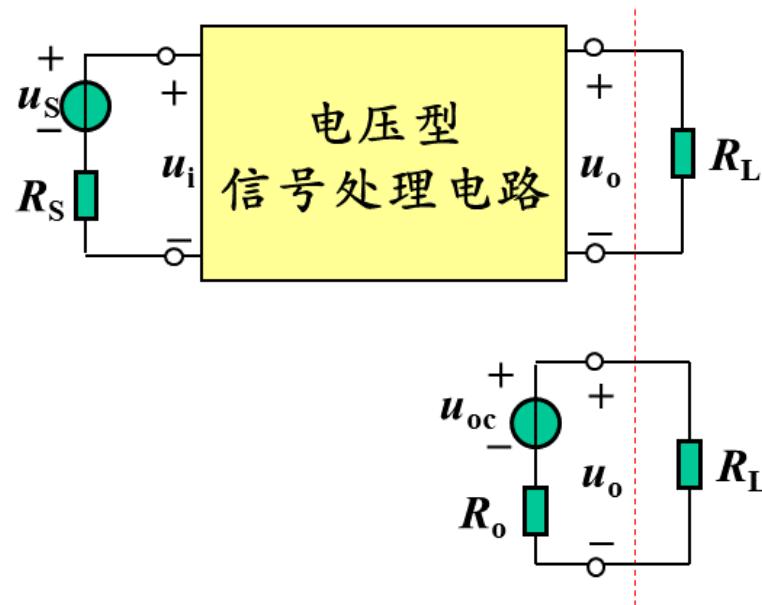 + + 电压型 +
uS ui 信号处理电路 uo RL
−
RS − −
+ +
uoc uo RL
−
Ro −